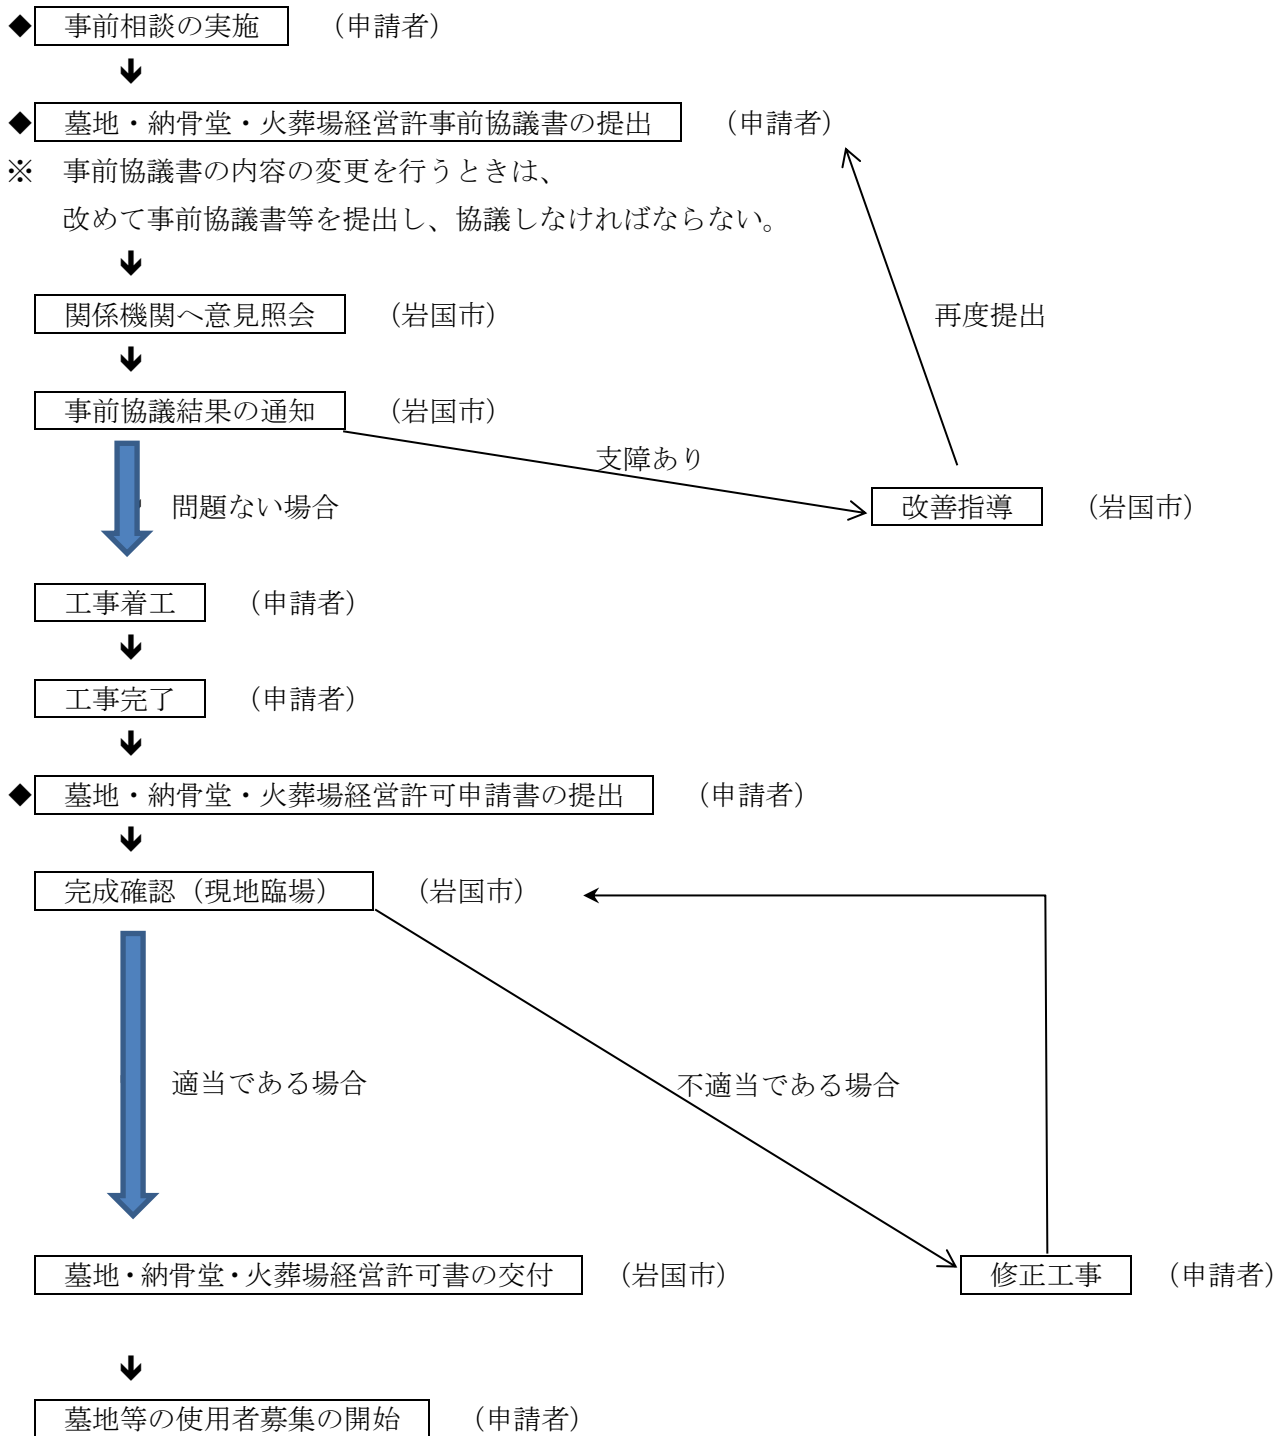 ◆ 事前相談の実施 (申請者)
◆ 墓地・納骨堂・火葬場経営許事前協議書の提出 (申請者)
※ 事前協議書の内容の変更を行うときは、
改めて事前協議書等を提出し、協議しなければならない。
関係機関へ意見照会 (岩国市)
再度提出
事前協議結果の通知 (岩国市)
支障あり
問題ない場合
改善指導 (岩国市)
工事着工 (申請者)
工事完了 (申請者)
◆ 墓地・納骨堂・火葬場経営許可申請書の提出 (申請者)
完成確認(現地臨場) (岩国市)
適当である場合
不適当である場合
墓地・納骨堂・火葬場経営許可書の交付 (岩国市)
修正工事 (申請者)
墓地等の使用者募集の開始 (申請者)